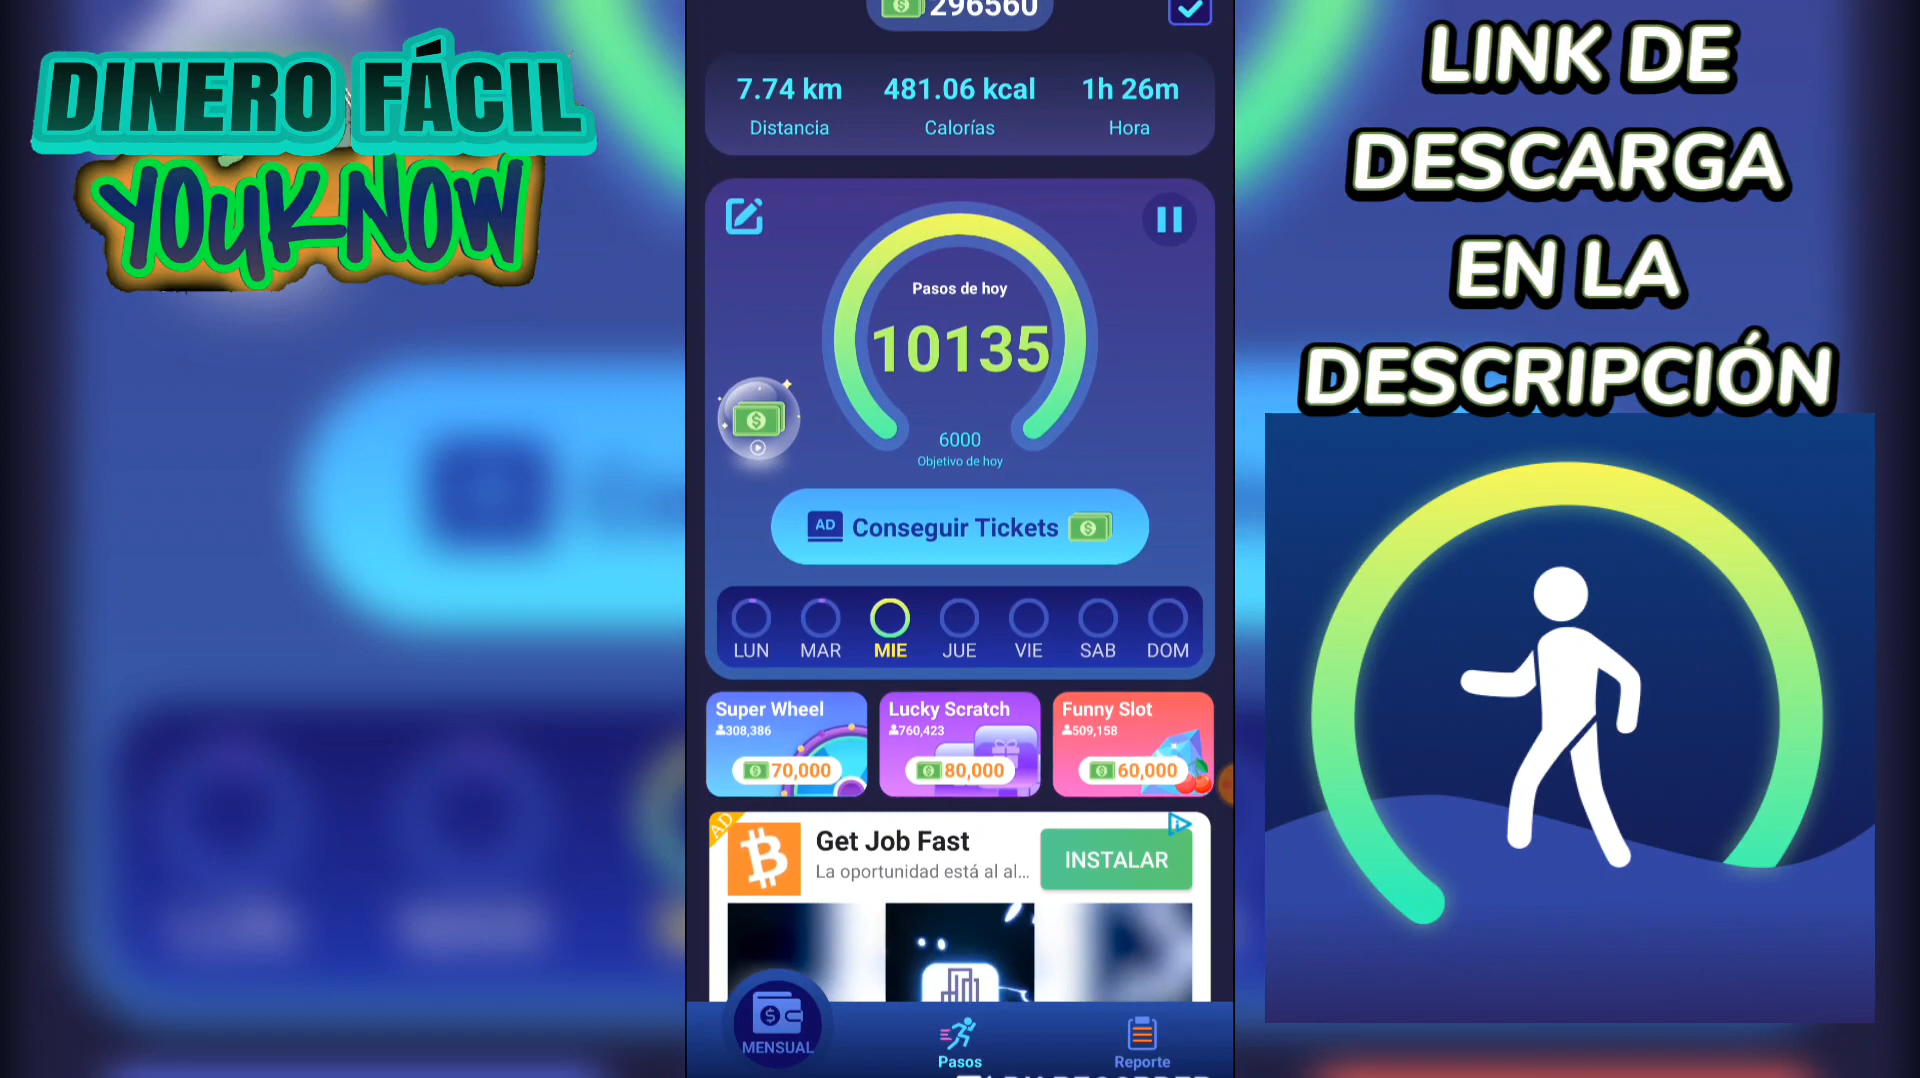 DINERO FÁCIL
YOUKNOW
296560
7.74 km
481.06 kcal
1h 26m
Distancia
Calorías
Hora
Pasos de hoy
10135
6000
Objetivo de hoy
AD Conseguir Tickets
LUN MAR MIE JUE VIE SAB DOM
Super Wheel
308,386
70,000
Lucky Scratch
760,423
80,000
Funny Slot
509,158
60,000
AD
Get Job Fast
La oportunidad está al al...
INSTALAR
MENSUAL
Pasos
Reporte
LINK DE
DESCARGA
EN LA
DESCRIPCIÓN